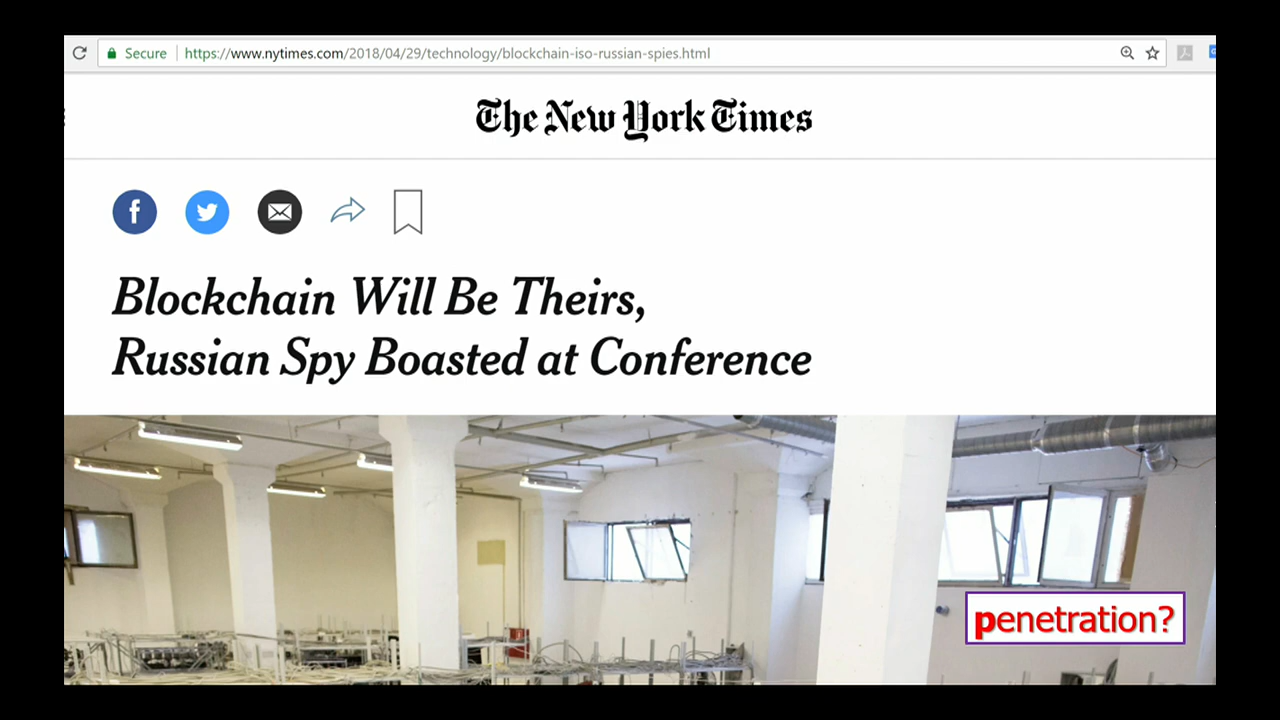 Secure https://www.nytimes.com/2018/04/29/technology/blockchain-iso-russian-spies.html
The New York Times
Blockchain Will Be Theirs,
Russian Spy Boasted at Conference
penetration?